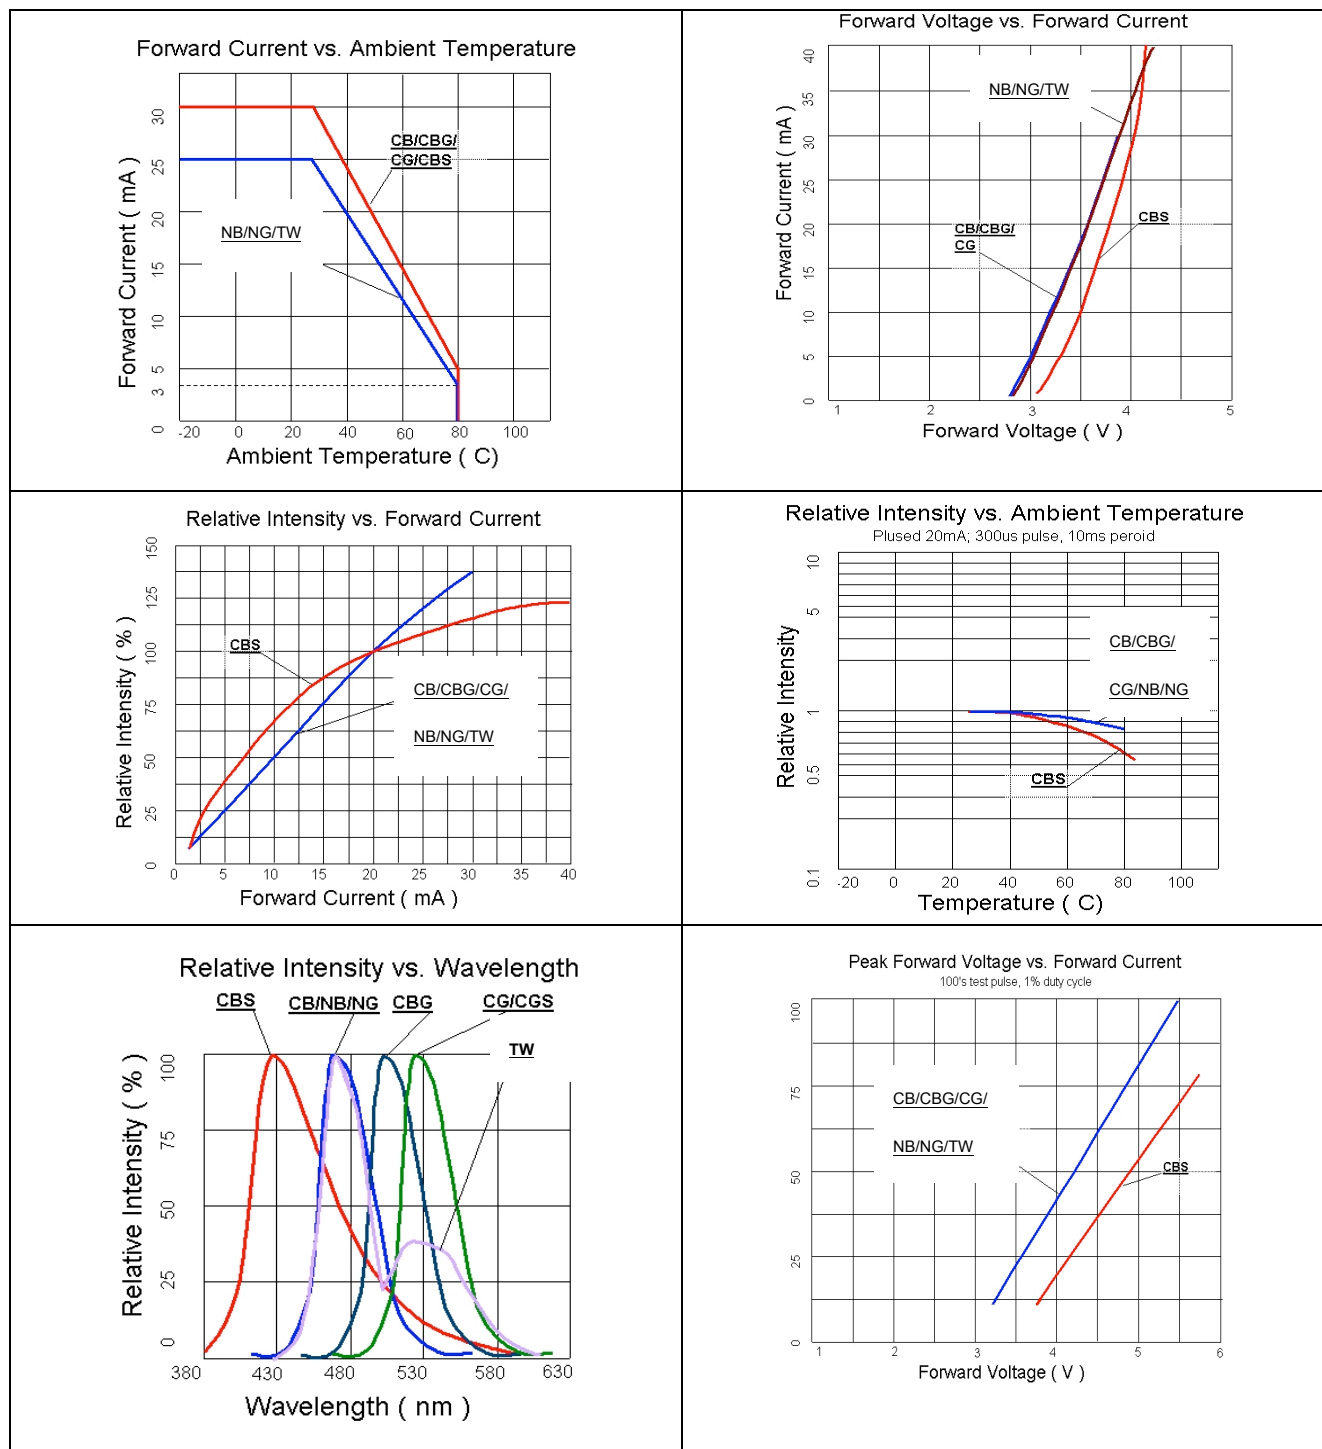 Forward Current vs. Ambient Temperature
Forward Current ( mA )
30
25
20
15
10
5
3
0
CB/CBG/
CG/CBS
NB/NG/TW
-20 0 20 40 60 80 100
Ambient Temperature ( C)
Forward Voltage vs. Forward Current
Forward Current ( mA )
40
35
30
25
20
15
10
5
0
NB/NG/TW
CB/CBG/
CG
CBS
1 2 3 4 5
Forward Voltage ( V )
Relative Intensity vs. Forward Current
Relative Intensity ( % )
150
125
100
75
50
25
0
CBS
CB/CBG/CG/
NB/NG/TW
0 5 10 15 20 25 30 35 40
Forward Current ( mA )
Relative Intensity vs. Ambient Temperature
Plused 20mA; 300us pulse, 10ms peroid
Relative Intensity
10
5
1
0.5
0.1
CB/CBG/
CG/NB/NG
CBS
-20 0 20 40 60 80 100
Temperature ( C)
Relative Intensity vs. Wavelength
CBS CB/NB/NG CBG CG/CGS
TW
Relative Intensity ( % )
100
75
50
25
0
380 430 480 530 580 630
Wavelength ( nm )
Peak Forward Voltage vs. Forward Current
100's test pulse, 1% duty cycle
100
75
50
25
0
CB/CBG/CG/
NB/NG/TW
CBS
1 2 3 4 5 6
Forward Voltage ( V )